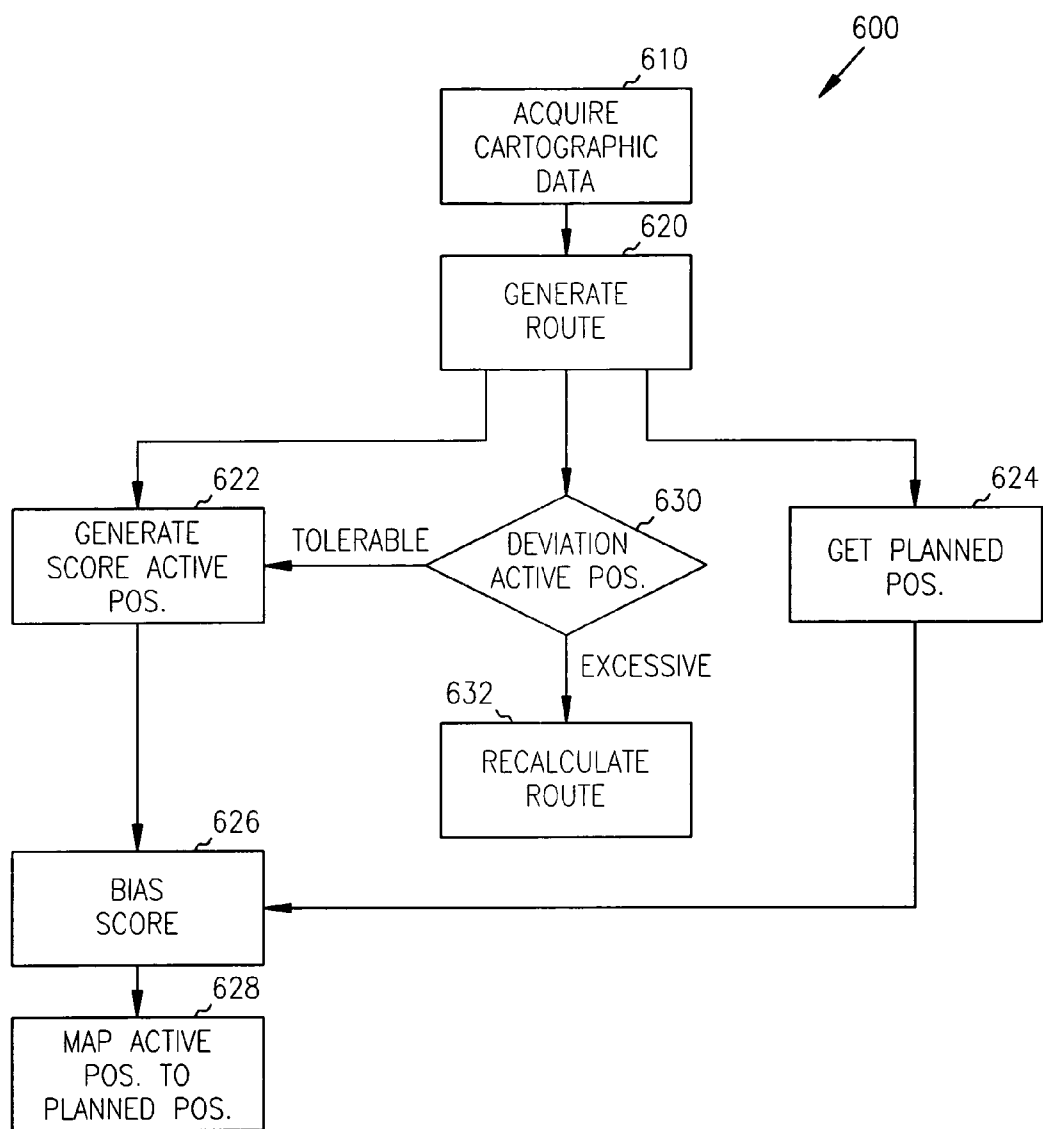 600
610
ACQUIRE
CARTOGRAPHIC
DATA
620
GENERATE
ROUTE
622
GENERATE
SCORE ACTIVE
POS.
TOLERABLE
630
DEVIATION
ACTIVE POS.
624
GET PLANNED
POS.
EXCESSIVE
632
RECALCULATE
ROUTE
626
BIAS
SCORE
628
MAP ACTIVE
POS. TO
PLANNED POS.